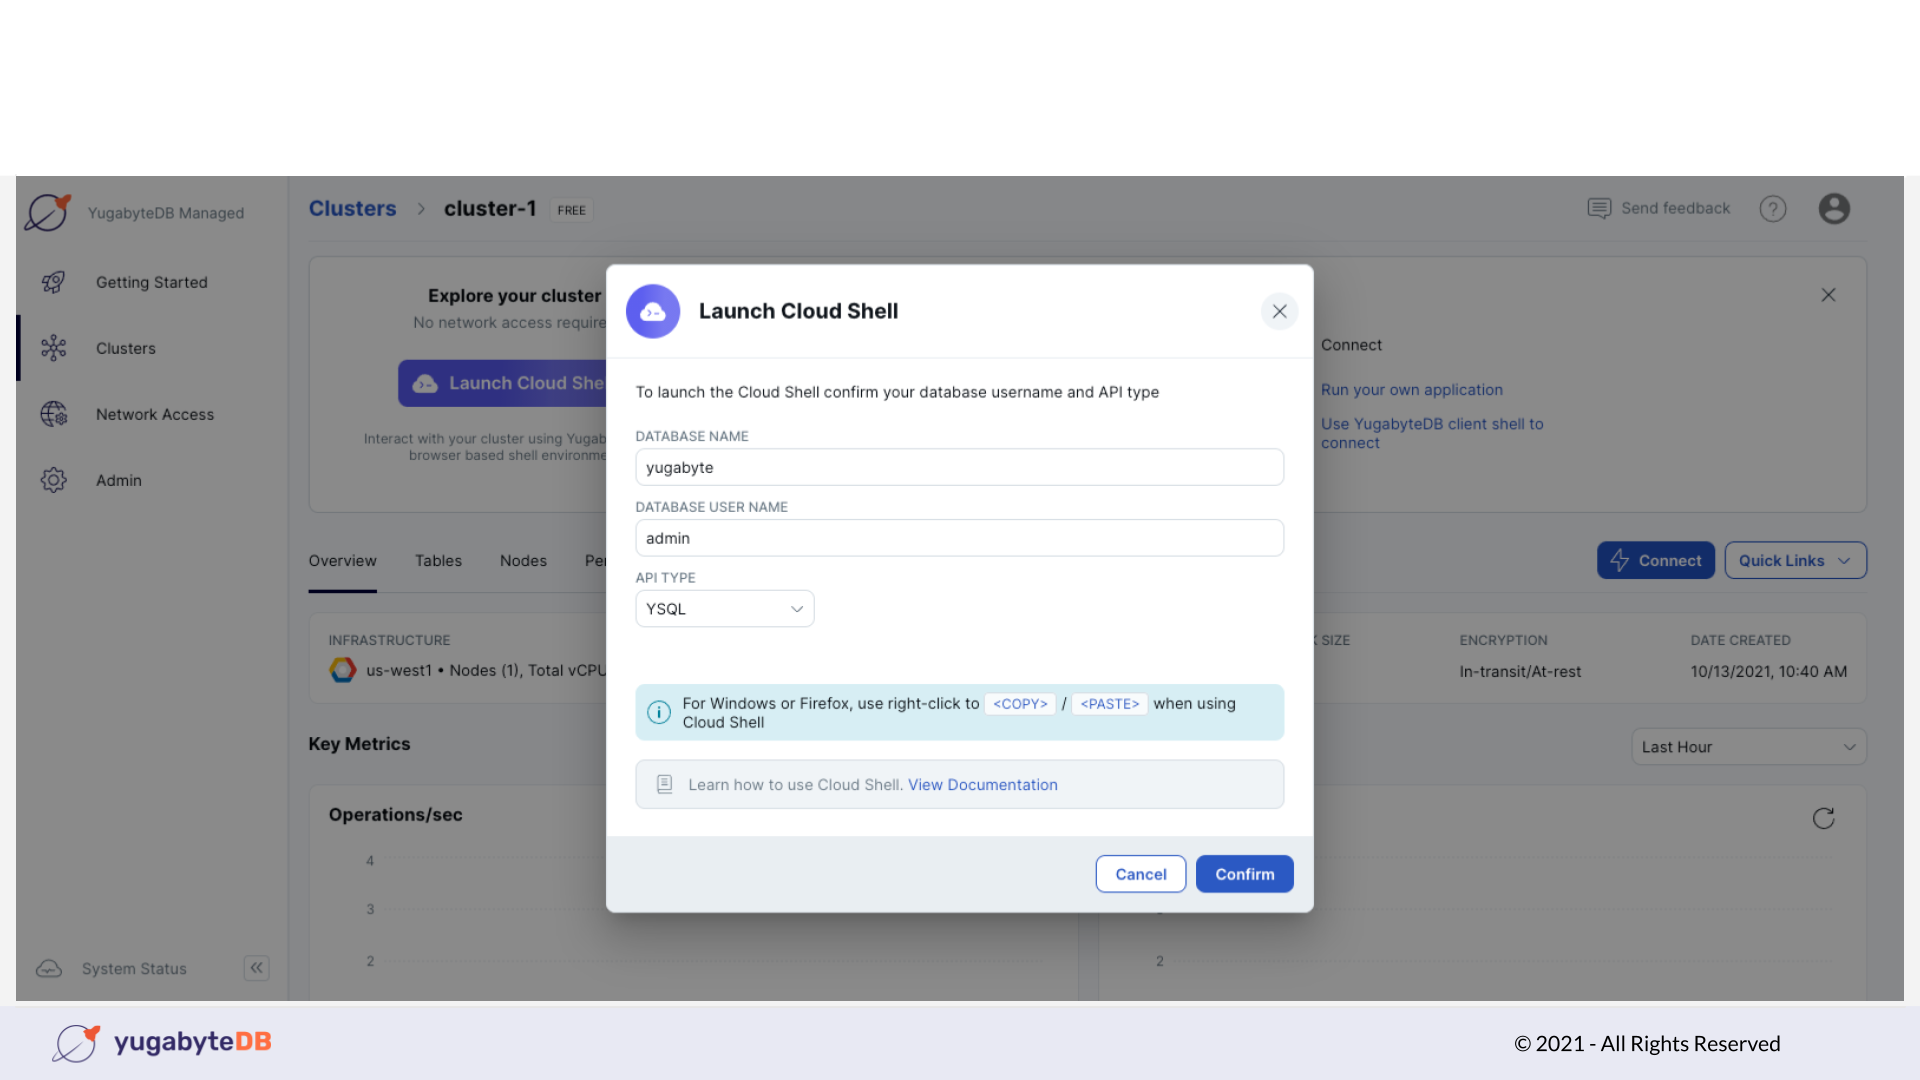 YugabyteDB Managed
Clusters > cluster-1 FREE
Send feedback
?
Getting Started
Clusters
Network Access
Admin
System Status
Explore your cluster
No network access require
Launch Cloud She
Interact with your cluster using Yugab
browser based shell environme
Connect
Run your own application
Use YugabyteDB client shell to
connect
Launch Cloud Shell
To launch the Cloud Shell confirm your database username and API type
DATABASE NAME
yugabyte
DATABASE USER NAME
admin
API TYPE
YSQL
For Windows or Firefox, use right-click to <COPY> / <PASTE> when using
Cloud Shell
Learn how to use Cloud Shell. View Documentation
Cancel
Confirm
Overview
Tables
Nodes
Pe
Connect
Quick Links
INFRASTRUCTURE
us-west1 • Nodes (1), Total vCPU
SIZE
ENCRYPTION
In-transit/At-rest
DATE CREATED
10/13/2021, 10:40 AM
Key Metrics
Last Hour
Operations/sec
4
3
2
2
yugabyteDB
© 2021 - All Rights Reserved